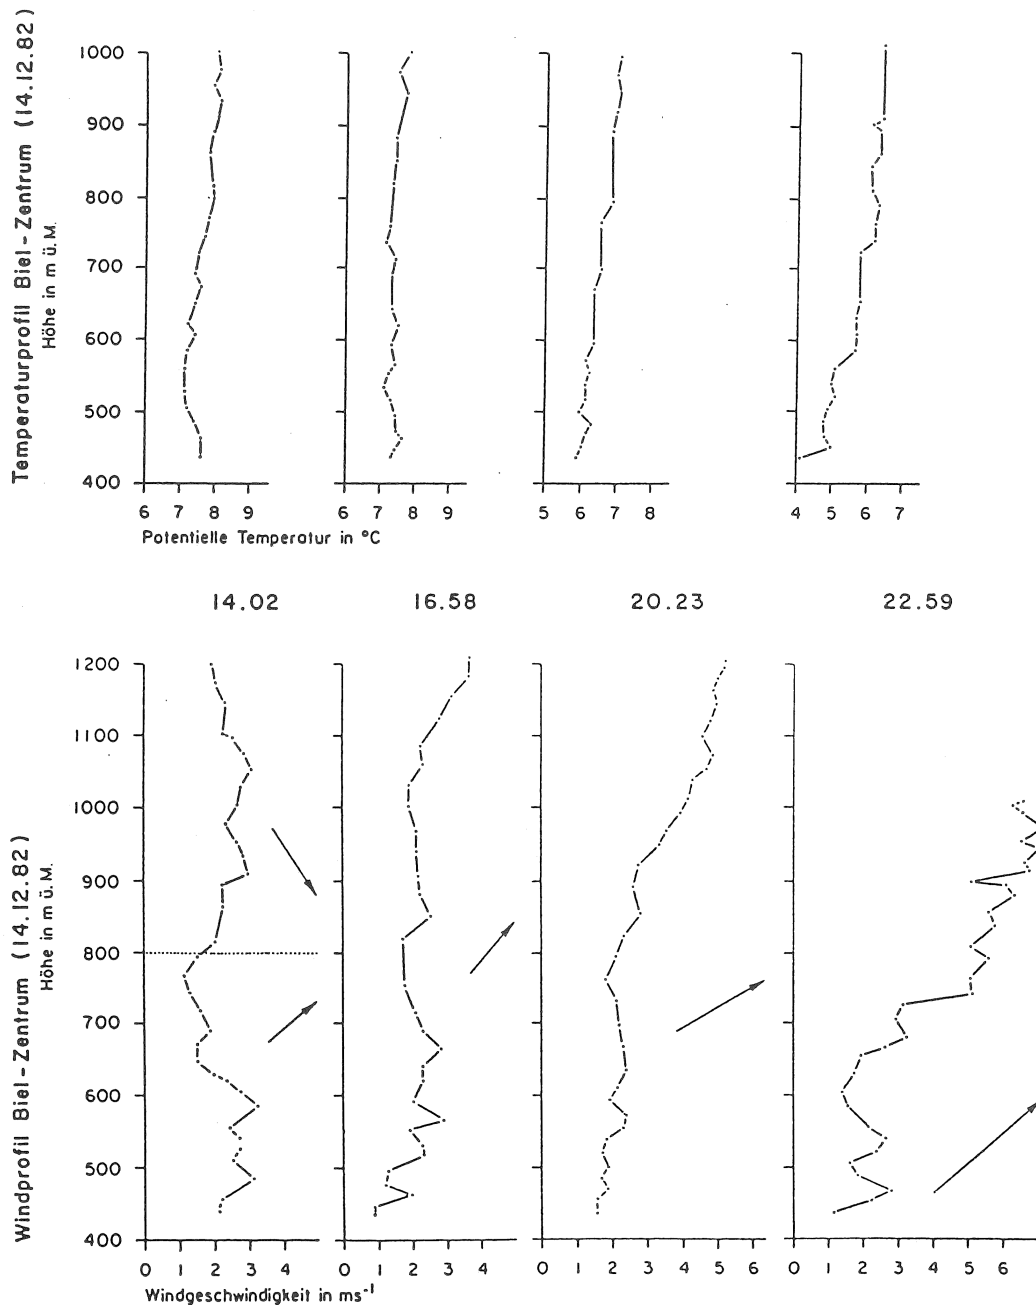 Temperaturprofil Biel-Zentrum (14.12.82)
Höhe in m ü.M.
1000
900
800
700
600
500
400
6 7 8 9
6 7 8 9
5 6 7 8
4 5 6 7
Potentielle Temperatur in °C
14.02 16.58 20.23 22.59
Windprofil Biel-Zentrum (14.12.82)
Höhe in m ü.M.
1200
1100
1000
900
800
700
600
500
400
0 1 2 3 4
0 1 2 3 4
0 1 2 3 4 5 6
0 1 2 3 4 5 6
Windgeschwindigkeit in ms⁻¹